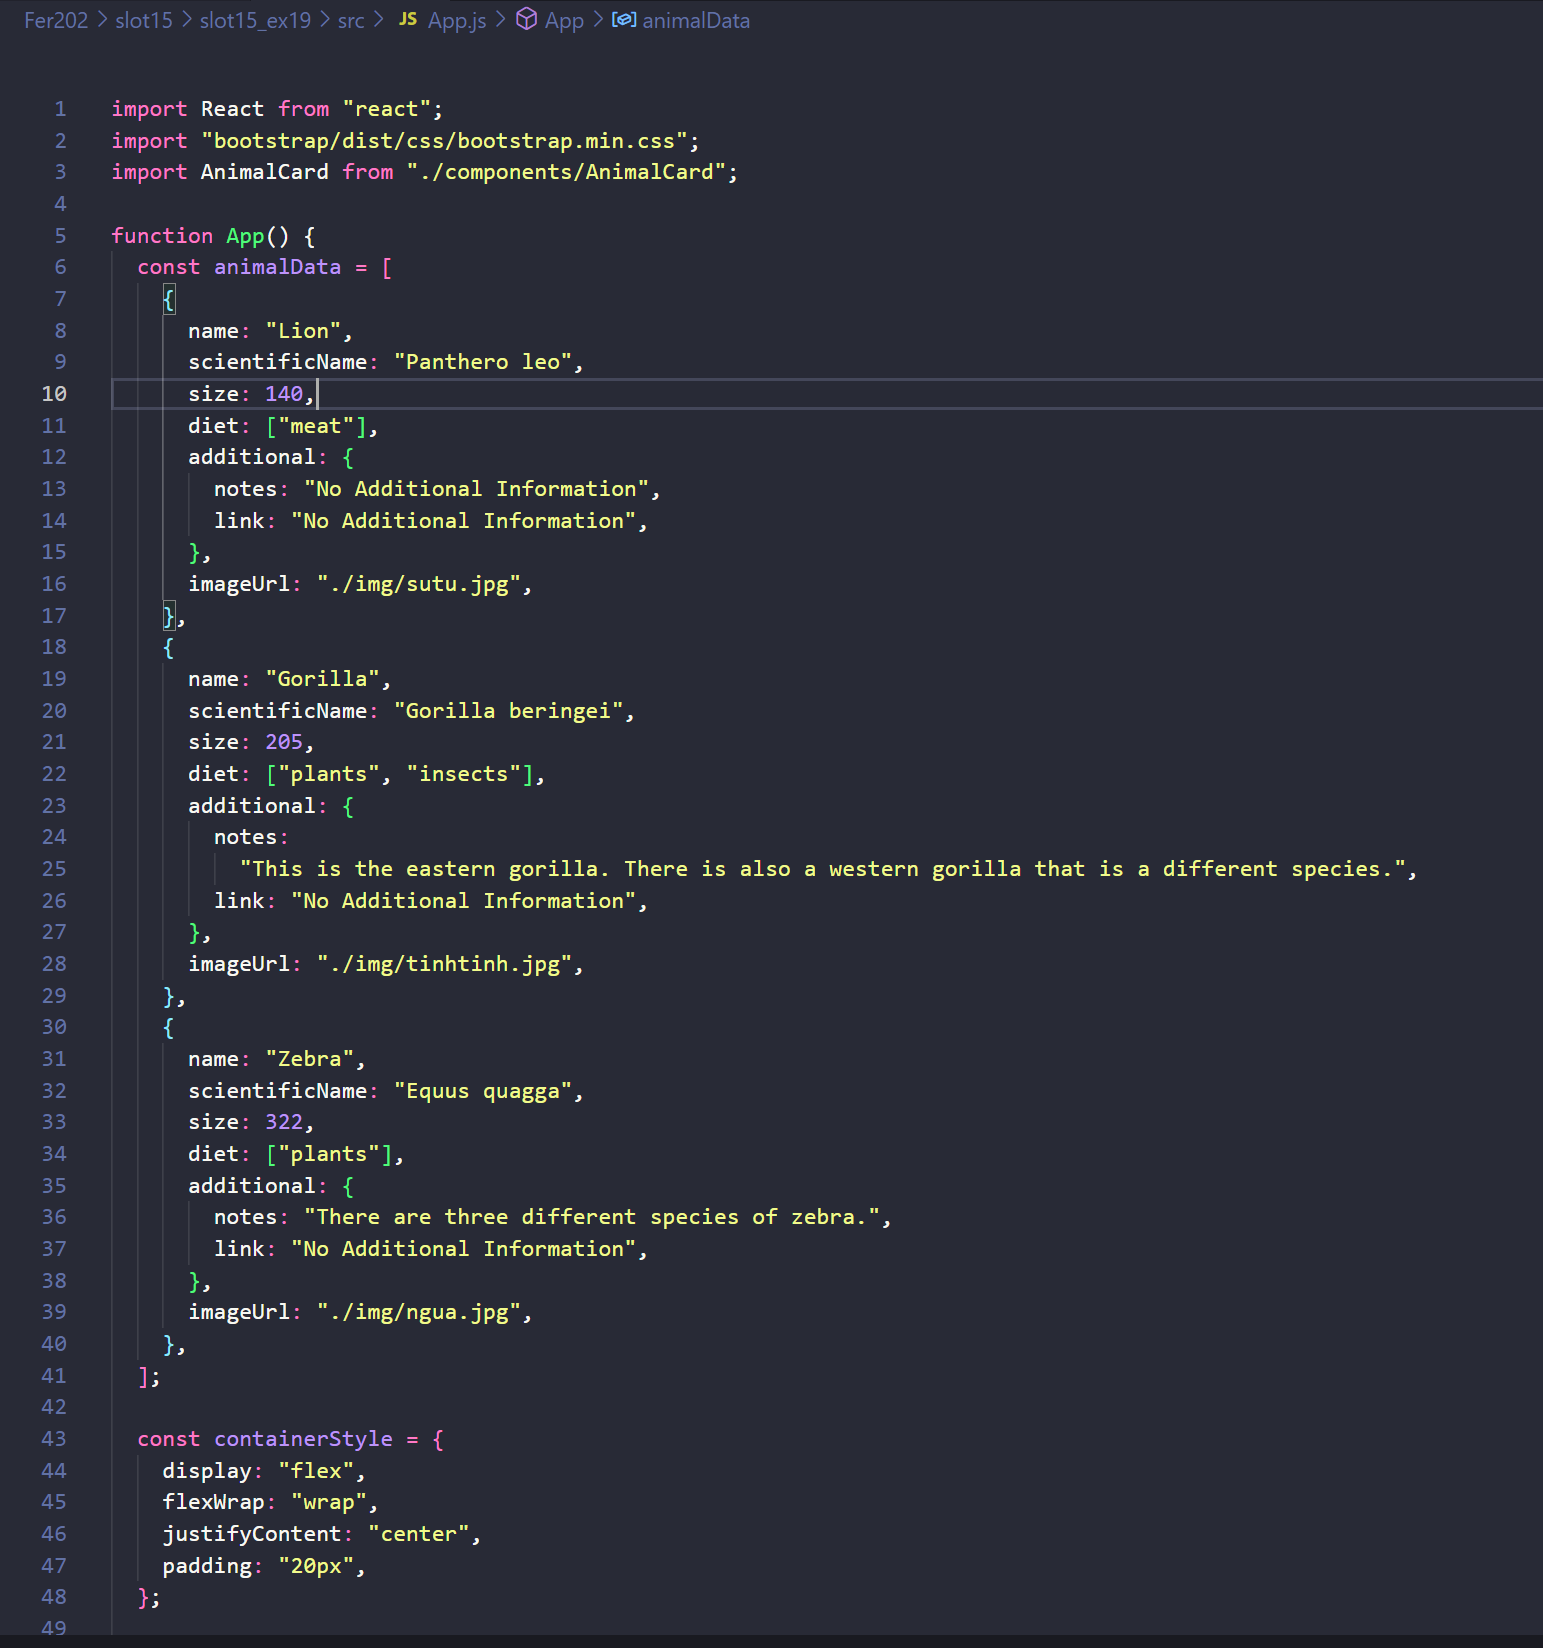 Fer202 > slot15 > slot15_ex19 > src > JS App.js > App > animalData
1 import React from "react";
2 import "bootstrap/dist/css/bootstrap.min.css";
3 import AnimalCard from "./components/AnimalCard";
4
5 function App() {
6   const animalData = [
7     {
8       name: "Lion",
9       scientificName: "Panthero leo",
10       size: 140,
11       diet: ["meat"],
12       additional: {
13         notes: "No Additional Information",
14         link: "No Additional Information",
15       },
16       imageUrl: "./img/sutu.jpg",
17     },
18     {
19       name: "Gorilla",
20       scientificName: "Gorilla beringei",
21       size: 205,
22       diet: ["plants", "insects"],
23       additional: {
24         notes:
25           "This is the eastern gorilla. There is also a western gorilla that is a different species.",
26         link: "No Additional Information",
27       },
28       imageUrl: "./img/tinhtinh.jpg",
29     },
30     {
31       name: "Zebra",
32       scientificName: "Equus quagga",
33       size: 322,
34       diet: ["plants"],
35       additional: {
36         notes: "There are three different species of zebra.",
37         link: "No Additional Information",
38       },
39       imageUrl: "./img/ngua.jpg",
40     },
41   ];
42
43   const containerStyle = {
44     display: "flex",
45     flexWrap: "wrap",
46     justifyContent: "center",
47     padding: "20px",
48   };
49